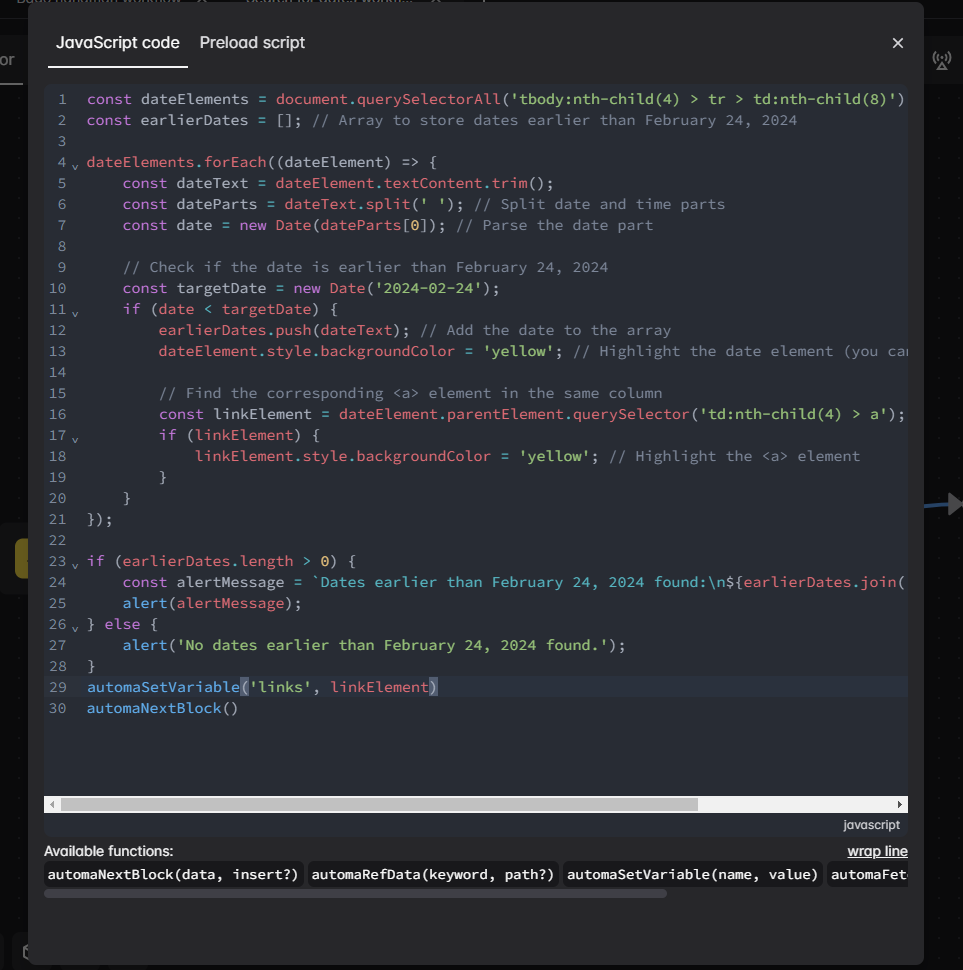 or
JavaScript code Preload script
1 const dateElements = document.querySelectorAll('tbody:nth-child(4) > tr > td:nth-child(8)')
2 const earlierDates = []; // Array to store dates earlier than February 24, 2024
3
4 dateElements.forEach((dateElement) => {
5 const dateText = dateElement.textContent.trim();
6 const dateParts = dateText.split(' '); // Split date and time parts
7 const date = new Date(dateParts[0]); // Parse the date part
8
9 // Check if the date is earlier than February 24, 2024
10 const targetDate = new Date('2024-02-24');
11 if (date < targetDate) {
12 earlierDates.push(dateText); // Add the date to the array
13 dateElement.style.backgroundColor = 'yellow'; // Highlight the date element (you can
14
15 // Find the corresponding <a> element in the same column
16 const linkElement = dateElement.parentElement.querySelector('td:nth-child(4) > a');
17 if (linkElement) {
18 linkElement.style.backgroundColor = 'yellow'; // Highlight the <a> element
19 }
20 }
21 });
22
23 if (earlierDates.length > 0) {
24 const alertMessage = `Dates earlier than February 24, 2024 found:\n${earlierDates.join(
25 alert(alertMessage);
26 } else {
27 alert('No dates earlier than February 24, 2024 found.');
28 }
29 automaSetVariable('links', linkElement)
30 automaNextBlock()
javascript
Available functions: wrap line
automaNextBlock(data, insert?) automaRefData(keyword, path?) automaSetVariable(name, value) automaFet